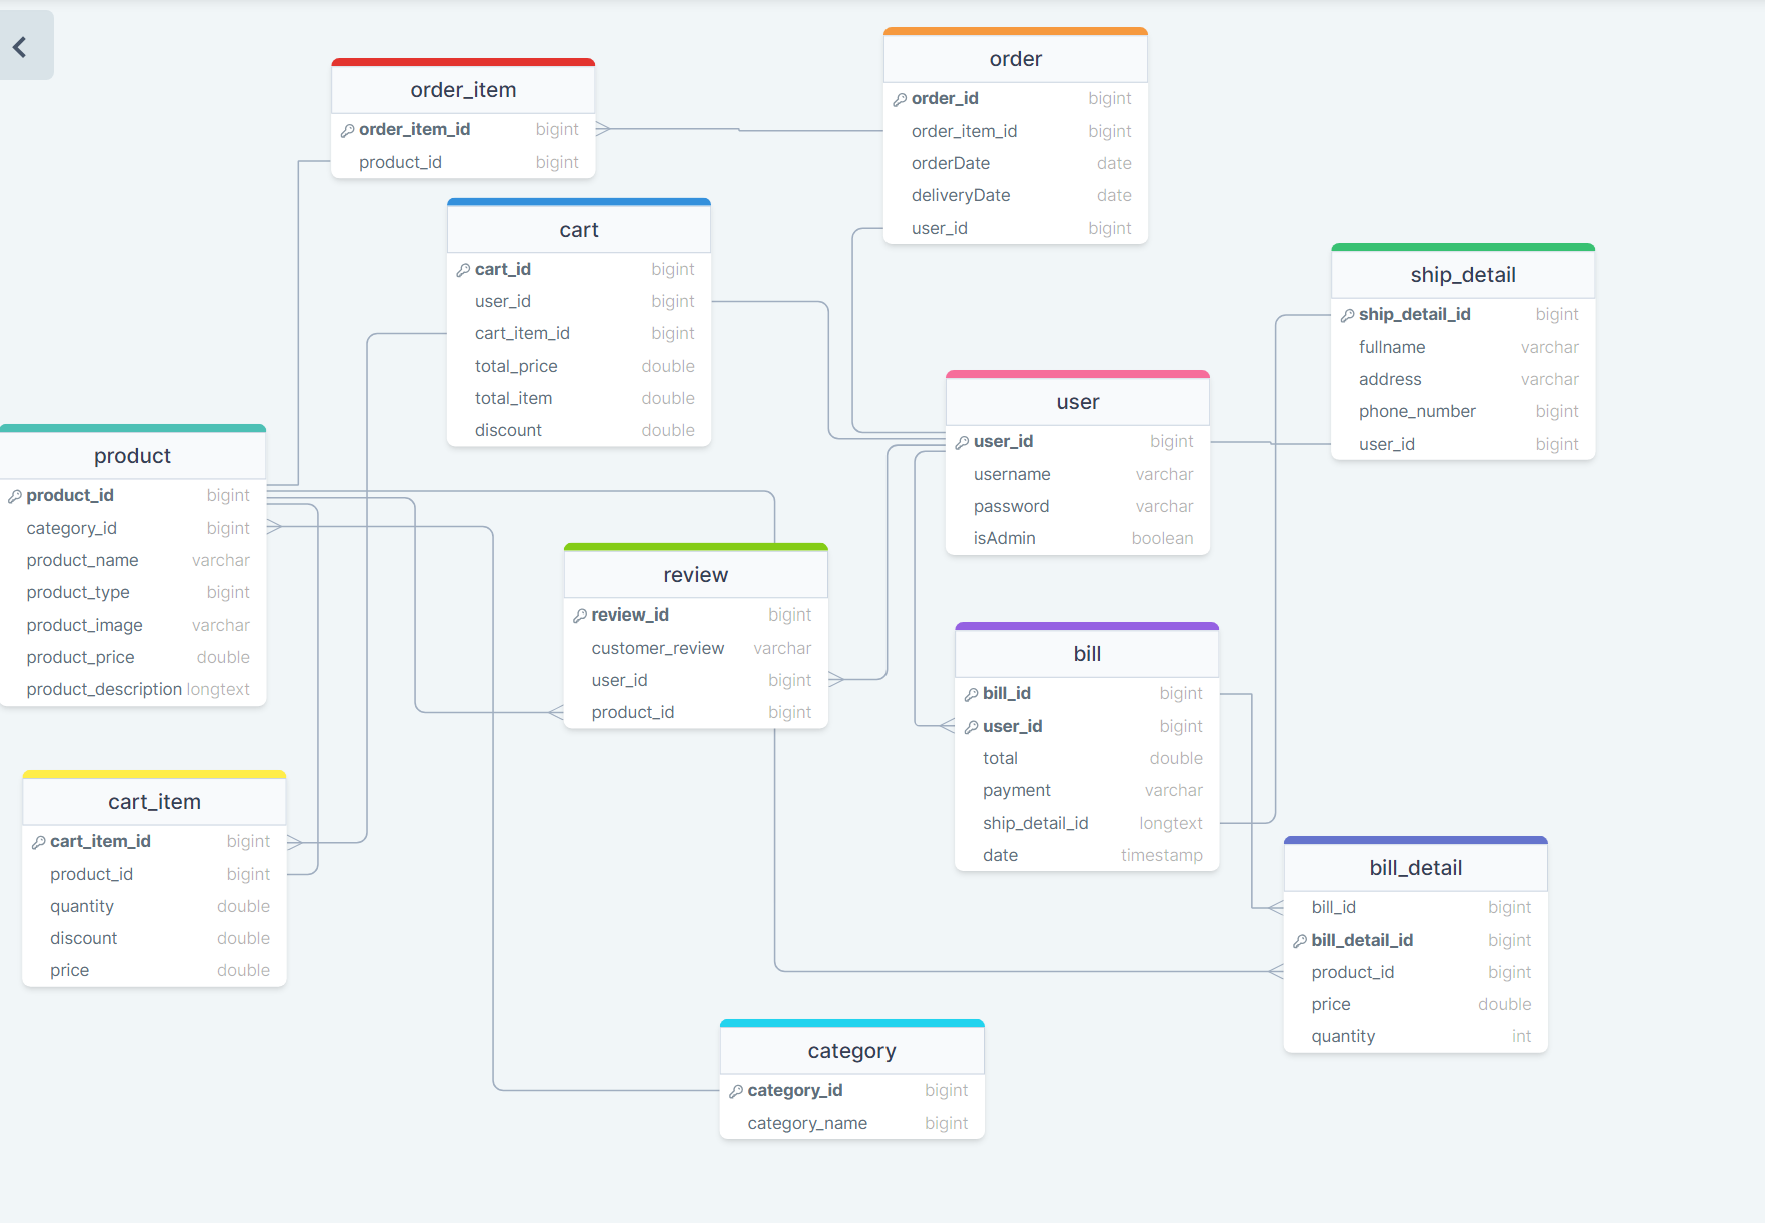 order_item
order_item_id bigint
product_id bigint
order
order_id bigint
order_item_id bigint
orderDate date
deliveryDate date
user_id bigint
cart
cart_id bigint
user_id bigint
cart_item_id bigint
total_price double
total_item double
discount double
ship_detail
ship_detail_id bigint
fullname varchar
address varchar
phone_number bigint
user_id bigint
user
user_id bigint
username varchar
password varchar
isAdmin boolean
product
product_id bigint
category_id bigint
product_name varchar
product_type bigint
product_image varchar
product_price double
product_description longtext
review
review_id bigint
customer_review varchar
user_id bigint
product_id bigint
bill
bill_id bigint
user_id bigint
total double
payment varchar
ship_detail_id longtext
date timestamp
cart_item
cart_item_id bigint
product_id bigint
quantity double
discount double
price double
bill_detail
bill_id bigint
bill_detail_id bigint
product_id bigint
price double
quantity int
category
category_id bigint
category_name bigint